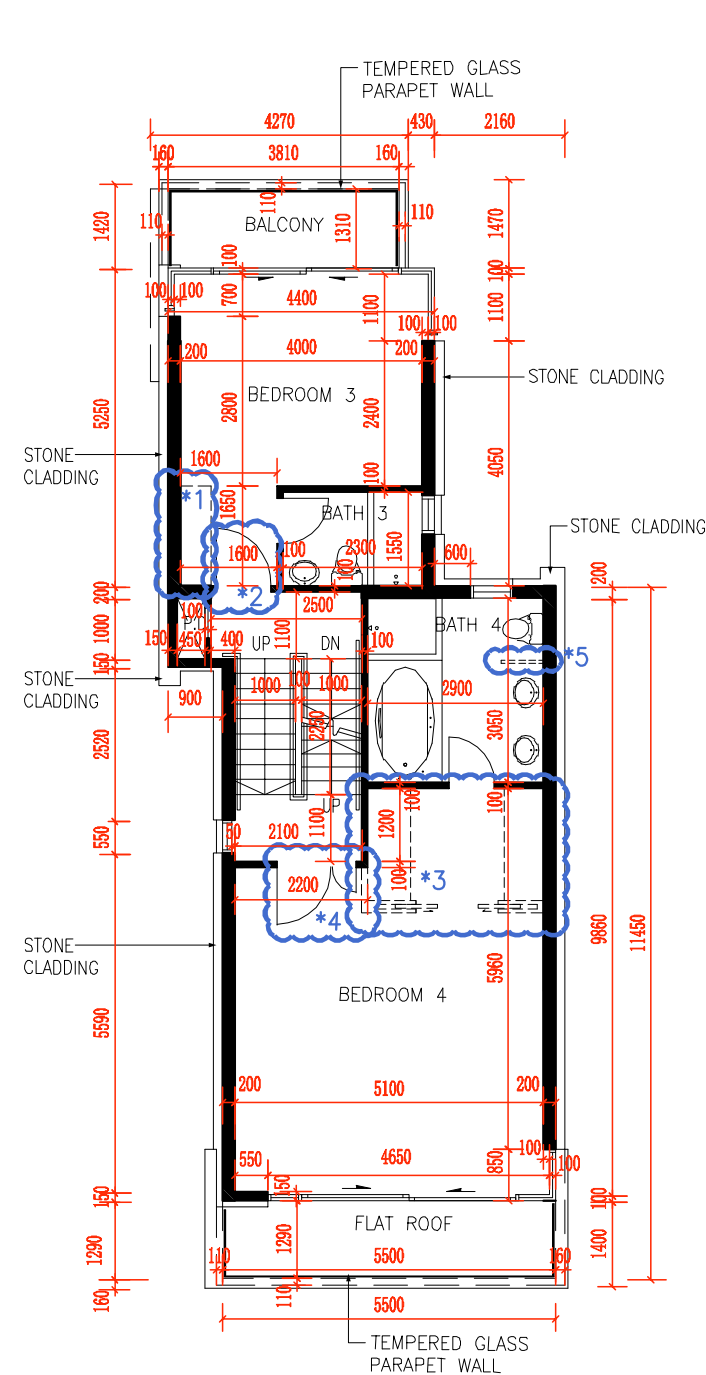 TEMPERED GLASS
PARAPET WALL
4270 430 2160
160 3810 160
110
1420
110
BALCONY
1310
110
1470
100
100
100 100
700
4400
1100
1100
100 100
200 4000 200
STONE CLADDING
BEDROOM 3
2800
2400
5250
4050
STONE
CLADDING
1600
100
*1
1650
BATH 3
STONE CLADDING
1600
100
2300
1550
600
100
*2
200
200
2500
100
P.D.
1000
150 450 400
UP
1100
DN
100
BATH 4
*5
150
STONE
CLADDING
1000
100
1000
2250
2900
3050
900
2520
100
100
UP
550
50
2100
1100
1200
100
*3
2200
*4
STONE
CLADDING
9860
11450
5960
BEDROOM 4
5590
200 5100 200
100
100
550 4650
850
150
150
100
FLAT ROOF
1290
1290
110
5500
160
1400
160
110
5500
TEMPERED GLASS
PARAPET WALL